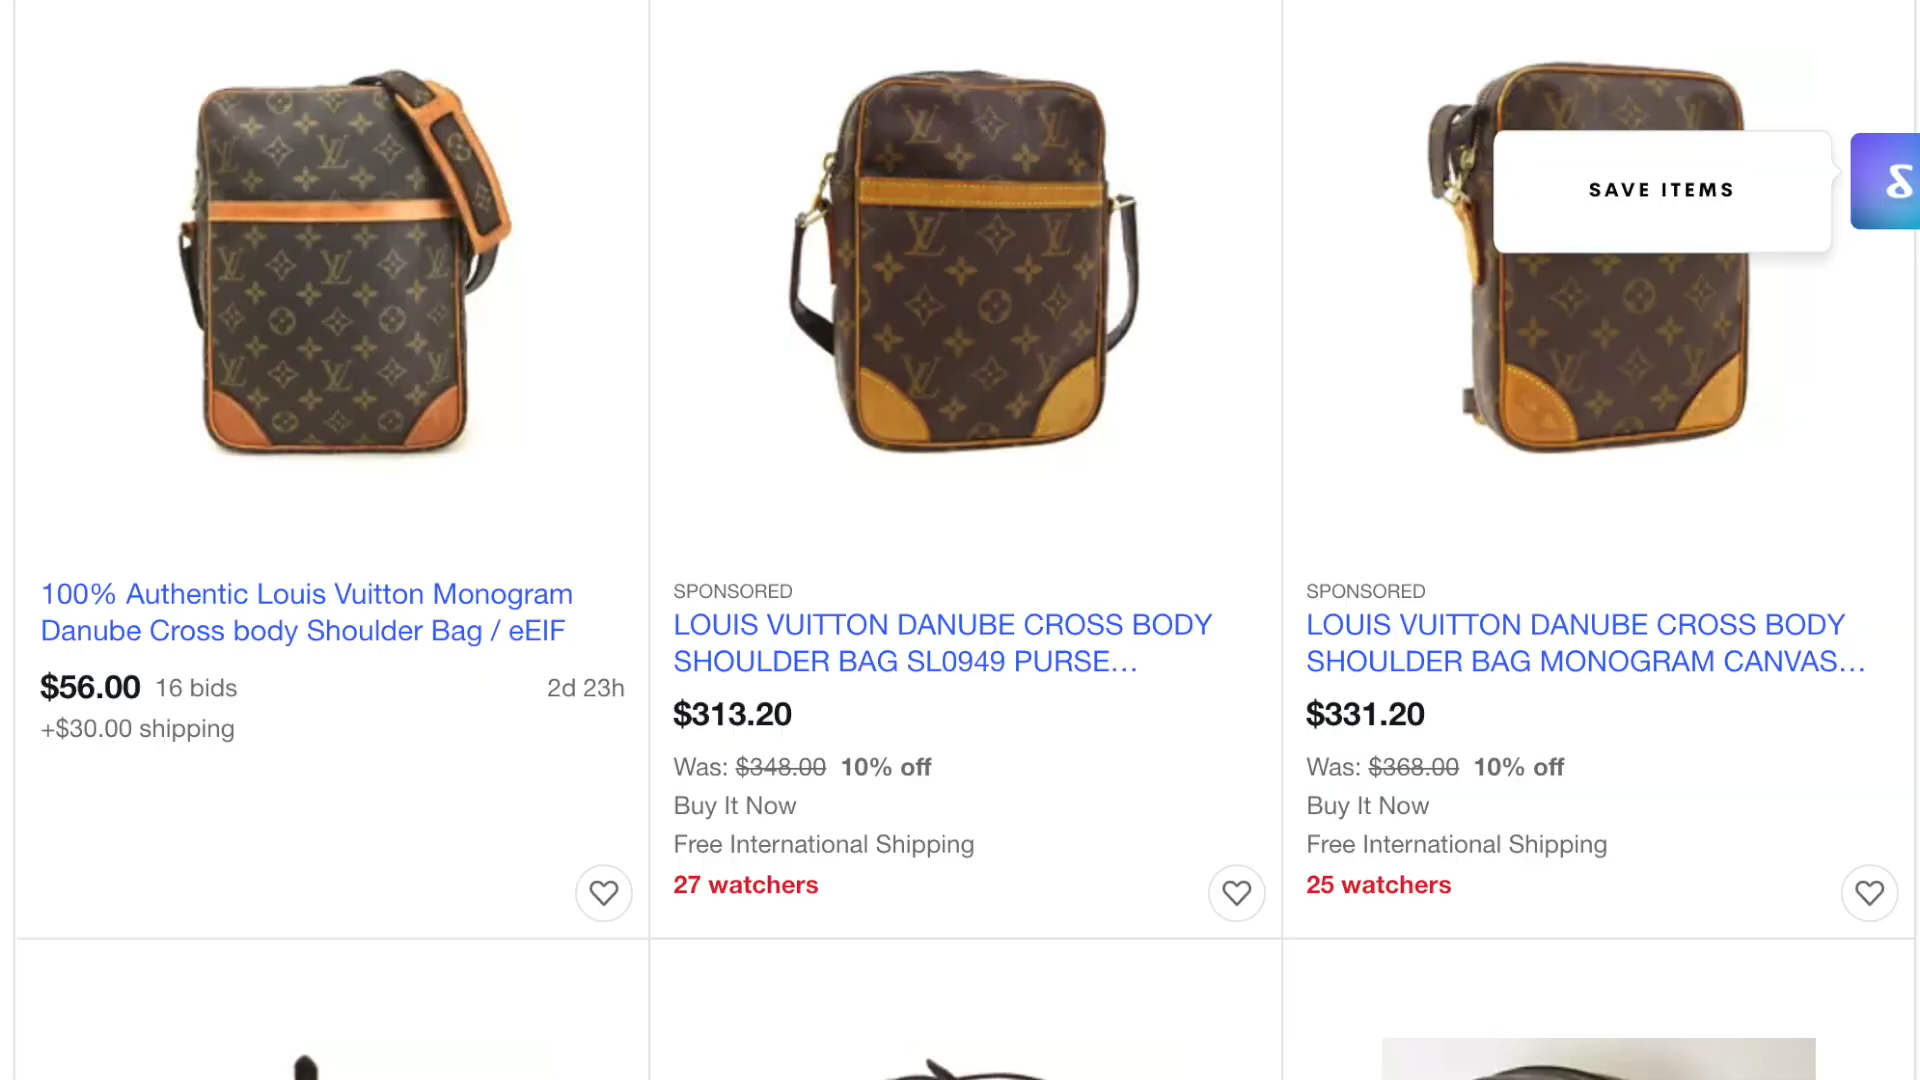 SAVE ITEMS
100% Authentic Louis Vuitton Monogram
Danube Cross body Shoulder Bag / eEIF
$56.00 16 bids 2d 23h
+$30.00 shipping
SPONSORED
LOUIS VUITTON DANUBE CROSS BODY
SHOULDER BAG SL0949 PURSE...
$313.20
Was: $348.00 10% off
Buy It Now
Free International Shipping
27 watchers
SPONSORED
LOUIS VUITTON DANUBE CROSS BODY
SHOULDER BAG MONOGRAM CANVAS...
$331.20
Was: $368.00 10% off
Buy It Now
Free International Shipping
25 watchers